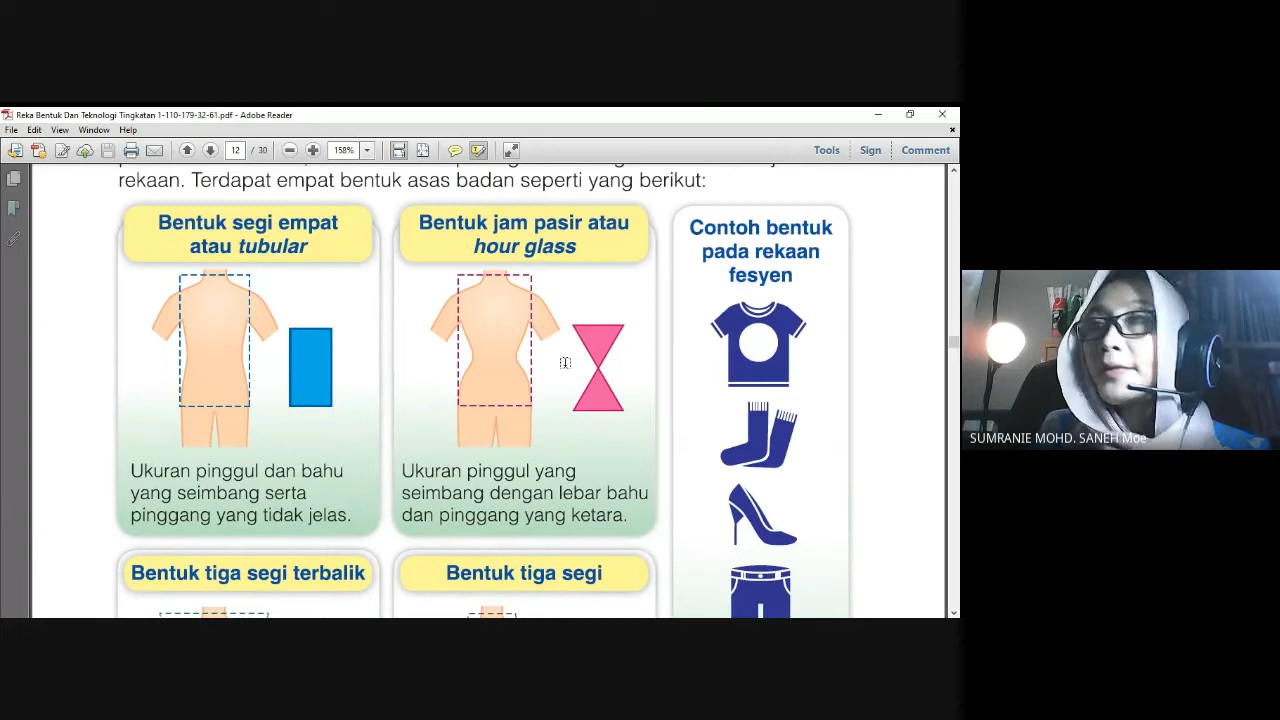 Reka Bentuk Dan Teknologi Tingkatan 1-110-179-32-61.pdf - Adobe Reader
File Edit View Window Help
12 / 30 158% Tools Sign Comment
rekaan. Terdapat empat bentuk asas badan seperti yang berikut:
Bentuk segi empat
atau tubular
Ukuran pinggul dan bahu
yang seimbang serta
pinggang yang tidak jelas.
Bentuk jam pasir atau
hour glass
Ukuran pinggul yang
seimbang dengan lebar bahu
dan pinggang yang ketara.
Contoh bentuk
pada rekaan
fesyen
Bentuk tiga segi terbalik
Bentuk tiga segi
SUMRANIE MOHD. SANEH Moe